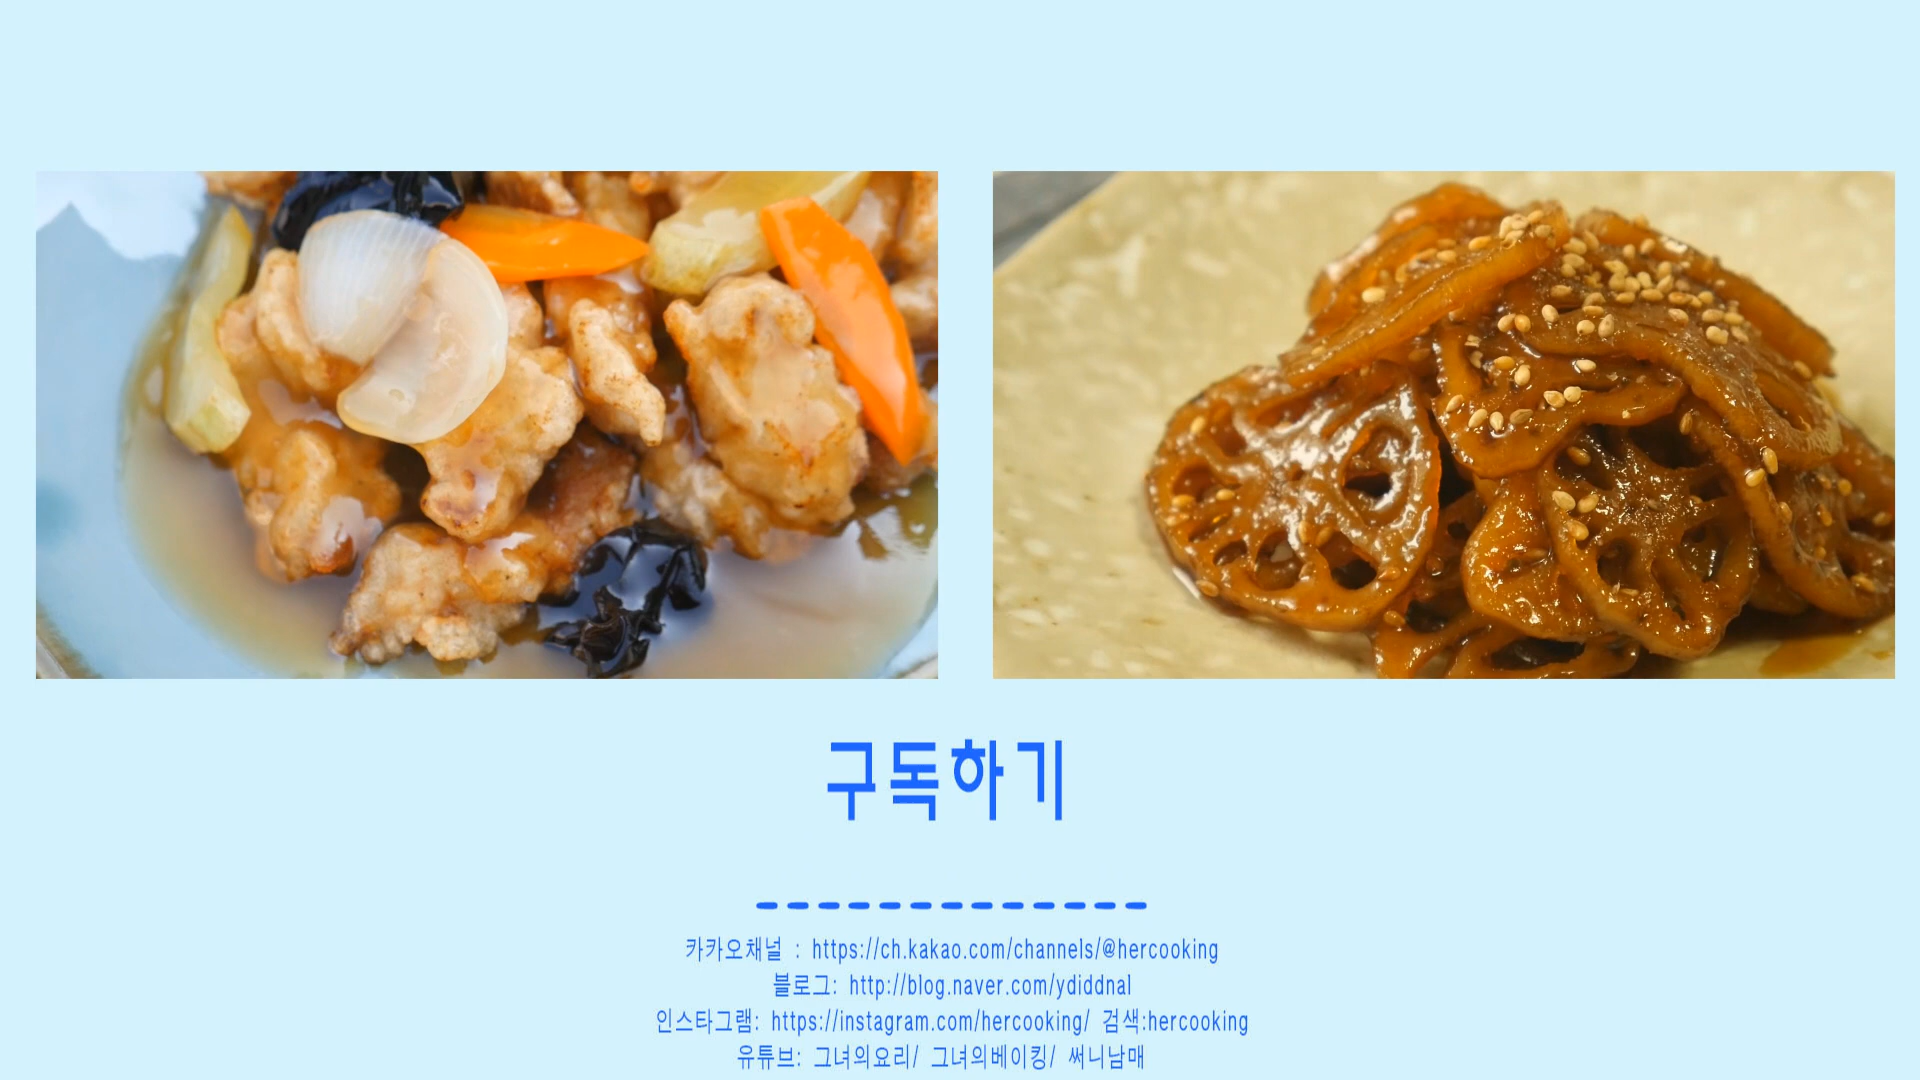 구독하기
카카오채널 : https://ch.kakao.com/channels/@hercooking
블로그: http://blog.naver.com/ydiddnal
인스타그램: https://instagram.com/hercooking/ 검색:hercooking
유튜브: 그녀의요리/ 그녀의베이킹/ 써니남매